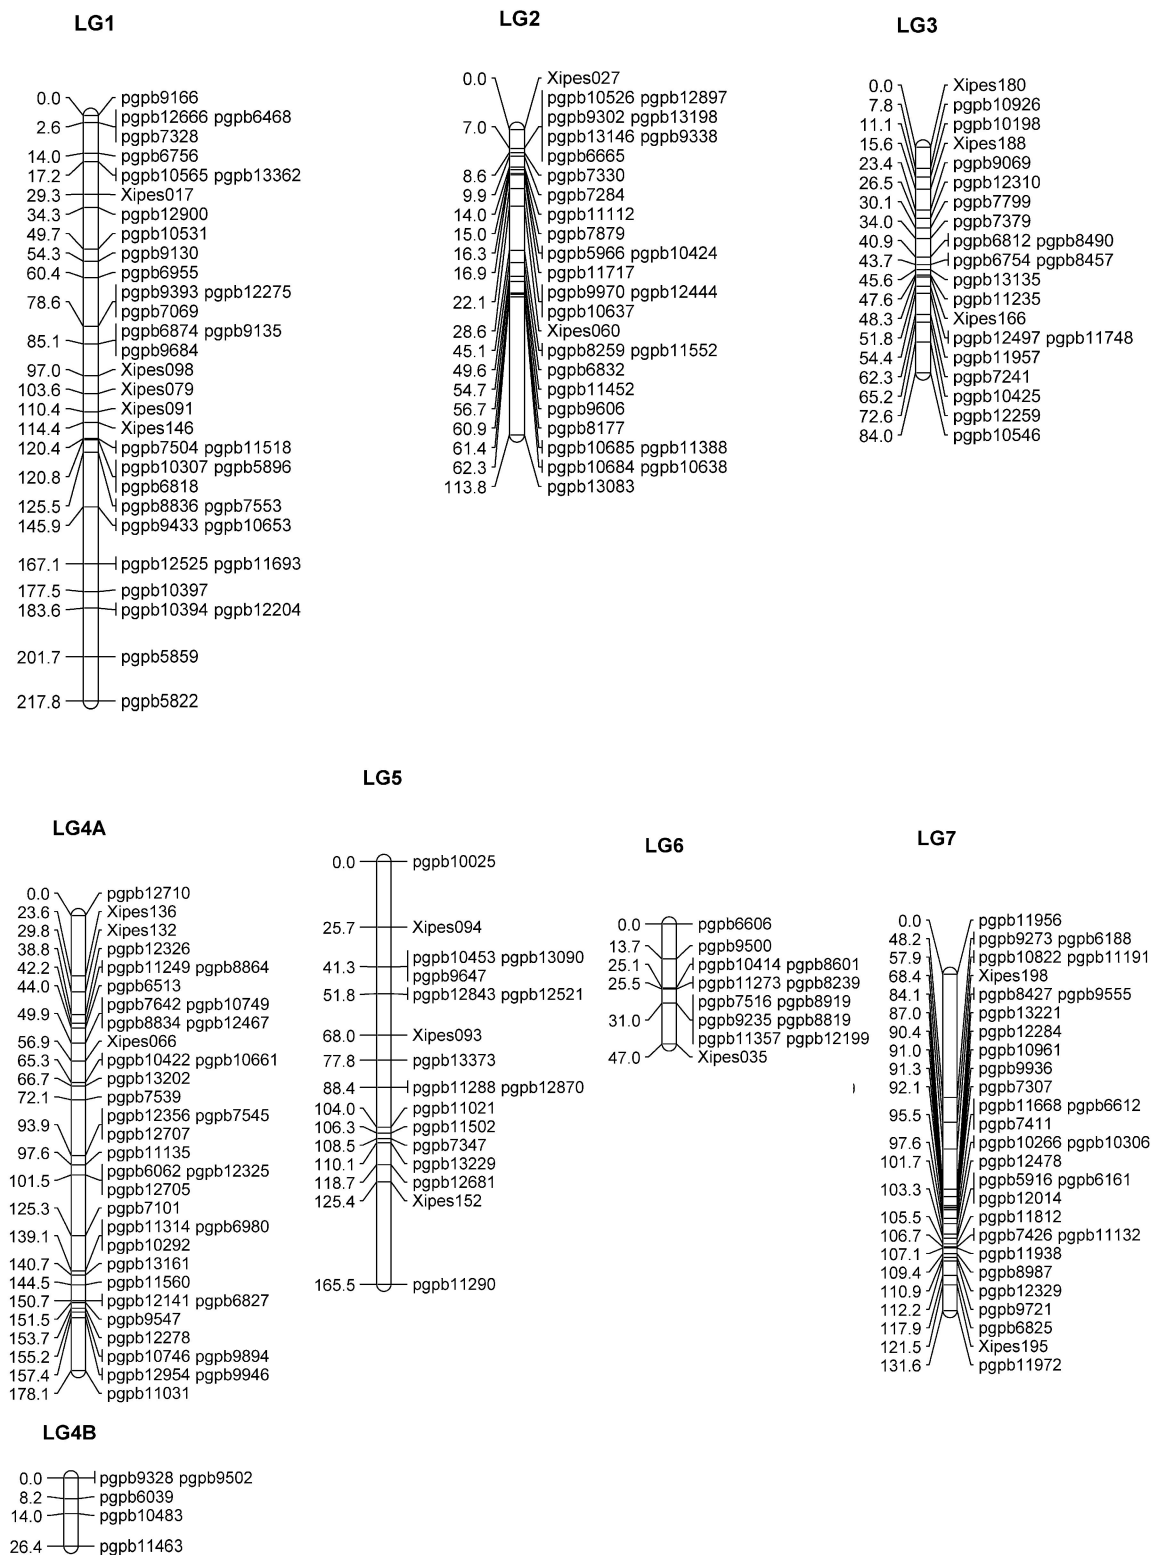 LG1
0.0 pgpb9166
2.6 pgpb12666 pgpb6468
pgpb7328
14.0 pgpb6756
17.2 pgpb10565 pgpb13362
29.3 Xipes017
34.3 pgpb12900
49.7 pgpb10531
54.3 pgpb9130
60.4 pgpb6955
78.6 pgpb9393 pgpb12275
pgpb7069
85.1 pgpb6874 pgpb9135
pgpb9684
97.0 Xipes098
103.6 Xipes079
110.4 Xipes091
114.4 Xipes146
120.4 pgpb7504 pgpb11518
120.8 pgpb10307 pgpb5896
pgpb6818
125.5 pgpb8836 pgpb7553
145.9 pgpb9433 pgpb10653
167.1 pgpb12525 pgpb11693
177.5 pgpb10397
183.6 pgpb10394 pgpb12204
201.7 pgpb5859
217.8 pgpb5822
LG2
0.0 Xipes027
pgpb10526 pgpb12897
pgpb9302 pgpb13198
7.0 pgpb13146 pgpb9338
pgpb6665
8.6 pgpb7330
9.9 pgpb7284
14.0 pgpb11112
15.0 pgpb7879
16.3 pgpb5966 pgpb10424
16.9 pgpb11717
22.1 pgpb9970 pgpb12444
pgpb10637
28.6 Xipes060
45.1 pgpb8259 pgpb11552
49.6 pgpb6832
54.7 pgpb11452
56.7 pgpb9606
60.9 pgpb8177
61.4 pgpb10685 pgpb11388
62.3 pgpb10684 pgpb10638
113.8 pgpb13083
LG3
0.0 Xipes180
7.8 pgpb10926
11.1 pgpb10198
15.6 Xipes188
23.4 pgpb9069
26.5 pgpb12310
30.1 pgpb7799
34.0 pgpb7379
40.9 pgpb6812 pgpb8490
43.7 pgpb6754 pgpb8457
45.6 pgpb13135
47.6 pgpb11235
48.3 Xipes166
51.8 pgpb12497 pgpb11748
54.4 pgpb11957
62.3 pgpb7241
65.2 pgpb10425
72.6 pgpb12259
84.0 pgpb10546
LG4A
0.0 pgpb12710
23.6 Xipes136
29.8 Xipes132
38.8 pgpb12326
42.2 pgpb11249 pgpb8864
44.0 pgpb6513
49.9 pgpb7642 pgpb10749
pgpb8834 pgpb12467
56.9 Xipes066
65.3 pgpb10422 pgpb10661
66.7 pgpb13202
72.1 pgpb7539
93.9 pgpb12356 pgpb7545
pgpb12707
97.6 pgpb11135
101.5 pgpb6062 pgpb12325
pgpb12705
125.3 pgpb7101
139.1 pgpb11314 pgpb6980
pgpb10292
140.7 pgpb13161
144.5 pgpb11560
150.7 pgpb12141 pgpb6827
151.5 pgpb9547
153.7 pgpb12278
155.2 pgpb10746 pgpb9894
157.4 pgpb12954 pgpb9946
178.1 pgpb11031
LG5
0.0 pgpb10025
25.7 Xipes094
41.3 pgpb10453 pgpb13090
pgpb9647
51.8 pgpb12843 pgpb12521
68.0 Xipes093
77.8 pgpb13373
88.4 pgpb11288 pgpb12870
104.0 pgpb11021
106.3 pgpb11502
108.5 pgpb7347
110.1 pgpb13229
118.7 pgpb12681
125.4 Xipes152
165.5 pgpb11290
LG6
0.0 pgpb6606
13.7 pgpb9500
25.1 pgpb10414 pgpb8601
25.5 pgpb11273 pgpb8239
pgpb7516 pgpb8919
31.0 pgpb9235 pgpb8819
pgpb11357 pgpb12199
47.0 Xipes035
LG7
0.0 pgpb11956
48.2 pgpb9273 pgpb6188
57.9 pgpb10822 pgpb11191
68.4 Xipes198
84.1 pgpb8427 pgpb9555
87.0 pgpb13221
90.4 pgpb12284
91.0 pgpb10961
91.3 pgpb9936
92.1 pgpb7307
95.5 pgpb11668 pgpb6612
pgpb7411
97.6 pgpb10266 pgpb10306
101.7 pgpb12478
103.3 pgpb5916 pgpb6161
pgpb12014
105.5 pgpb11812
106.7 pgpb7426 pgpb11132
107.1 pgpb11938
109.4 pgpb8987
110.9 pgpb12329
112.2 pgpb9721
117.9 pgpb6825
121.5 Xipes195
131.6 pgpb11972
LG4B
0.0 pgpb9328 pgpb9502
8.2 pgpb6039
14.0 pgpb10483
26.4 pgpb11463